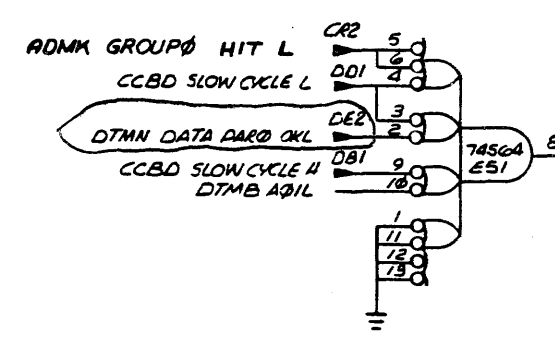 CR2
5
ADMK GROUPØ HIT L
6
CCBD SLOW CYCLE L DD1 4
3
DE2
DTMN DATA PARØ OKL 2
DB1
74S64
E51
8
CCBD SLOW CYCLE H 9
DTMB AØ1L 10
1
11
12
13